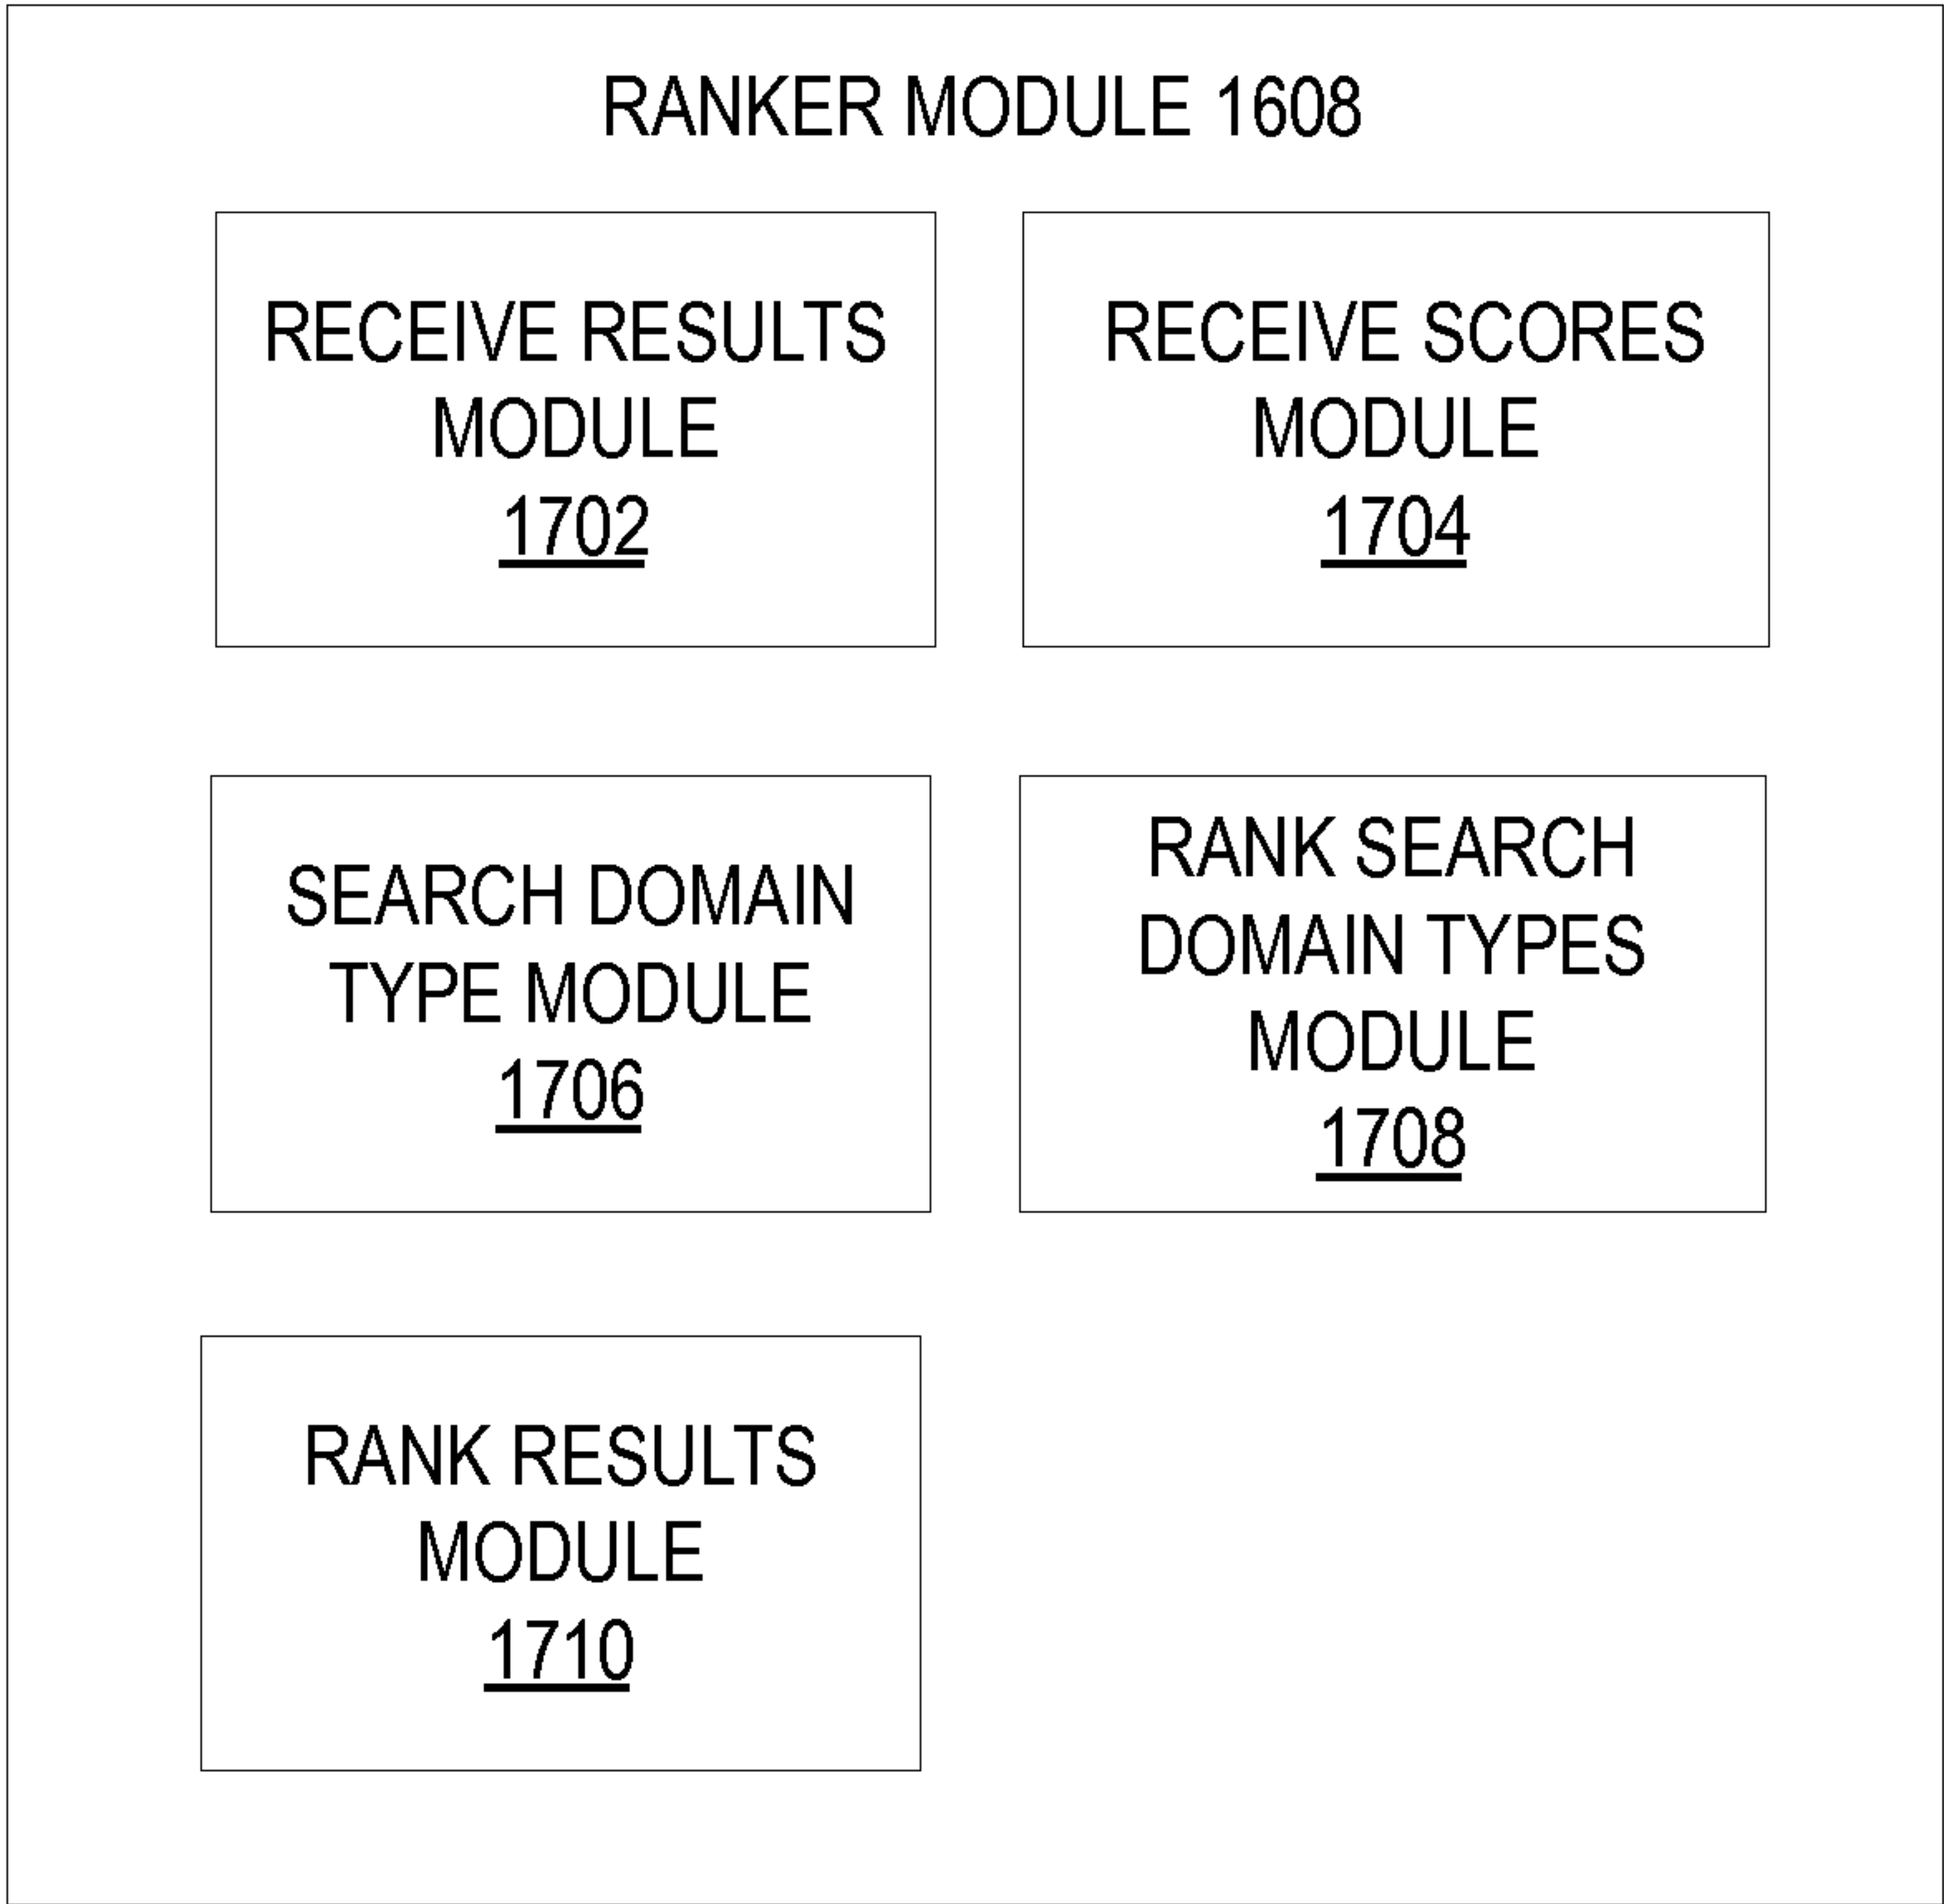 RANKER MODULE 1608
RECEIVE RESULTS
MODULE
1702
RECEIVE SCORES
MODULE
1704
SEARCH DOMAIN
TYPE MODULE
1706
RANK SEARCH
DOMAIN TYPES
MODULE
1708
RANK RESULTS
MODULE
1710